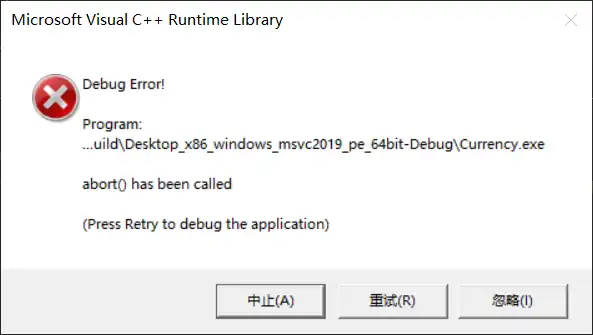 Microsoft Visual C++ Runtime Library
Debug Error!
Program:
...uild\Desktop_x86_windows_msvc2019_pe_64bit-Debug\Currency.exe
abort() has been called
(Press Retry to debug the application)
中止(A)
重试(R)
忽略(I)